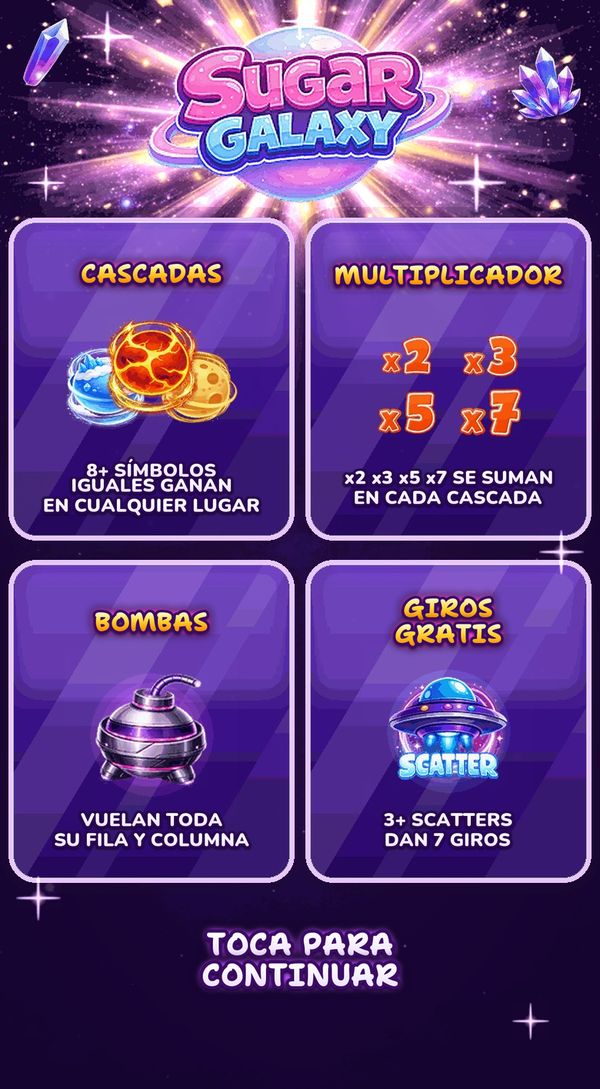 SUGAR
GALAXY
CASCADAS
8+ SÍMBOLOS
IGUALES GANAN
EN CUALQUIER LUGAR
MULTIPLICADOR
x2 x3
x5 x7
x2 x3 x5 x7 SE SUMAN
EN CADA CASCADA
BOMBAS
VUELAN TODA
SU FILA Y COLUMNA
GIROS
GRATIS
SCATTER
3+ SCATTERS
DAN 7 GIROS
TOCA PARA
CONTINUAR